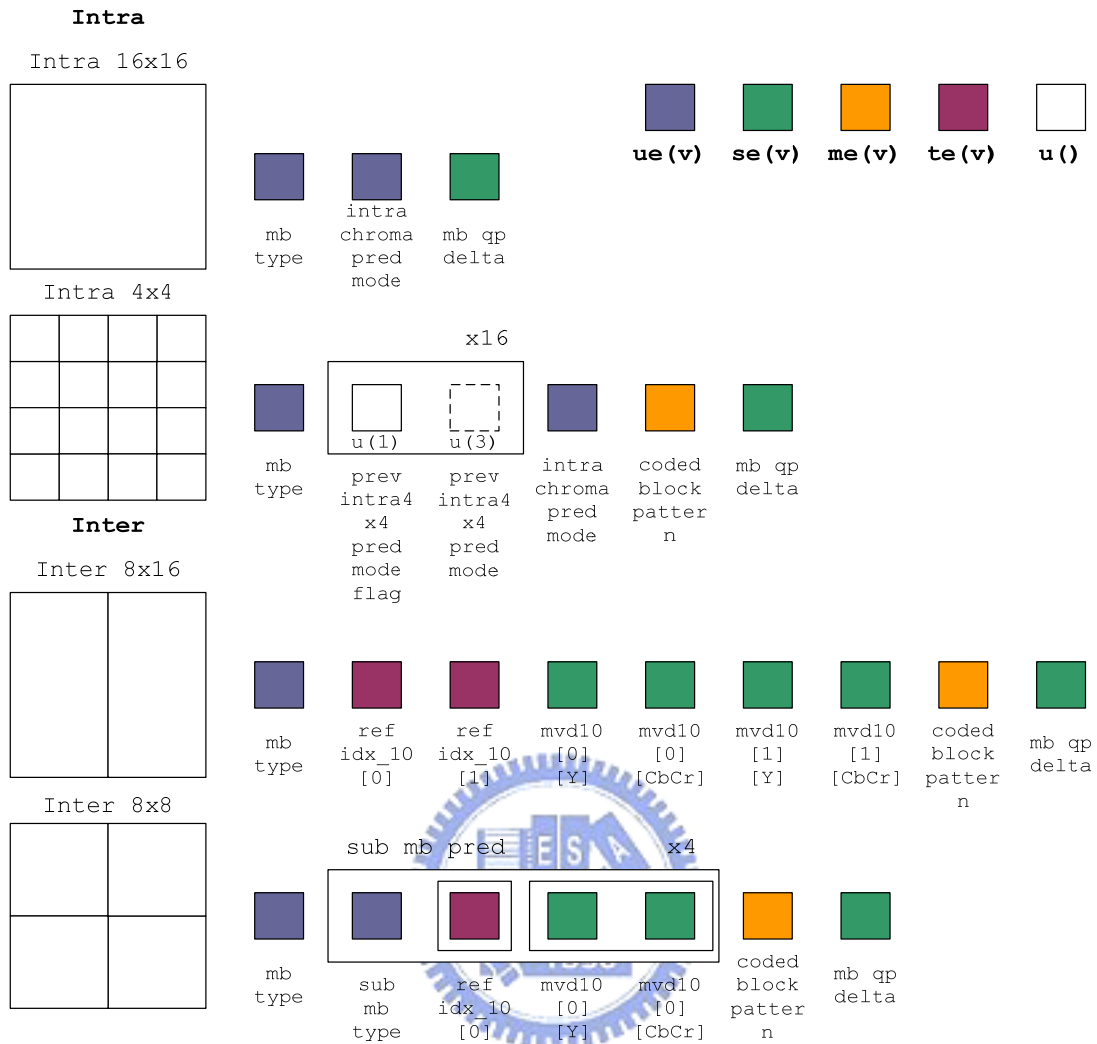 Intra
Intra 16x16
ue(v) se(v) me(v) te(v) u()
mb type
intra chroma pred mode
mb qp delta
Intra 4x4
x16
u(1) u(3)
mb type
prev intra4 x4 pred mode flag
prev intra4 x4 pred mode
intra chroma pred mode
coded block patter n
mb qp delta
Inter
Inter 8x16
mb type
ref idx_10 [0]
ref idx_10 [1]
mvd10 [0] [Y]
mvd10 [0] [CbCr]
mvd10 [1] [Y]
mvd10 [1] [CbCr]
coded block patter n
mb qp delta
Inter 8x8
sub mb pred x4
mb type
sub mb type
ref idx_10 [0]
mvd10 [0] [Y]
mvd10 [0] [CbCr]
coded block patter n
mb qp delta